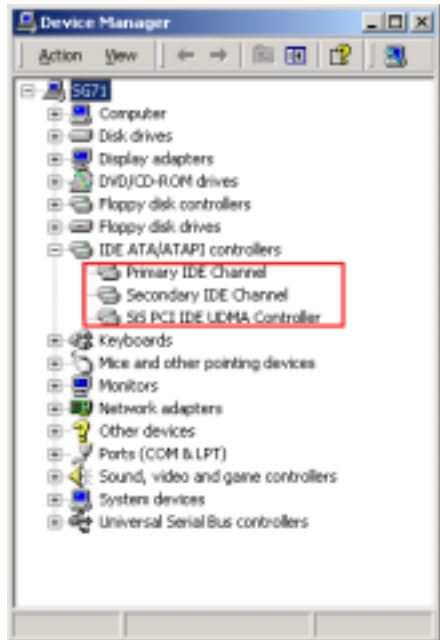 Device Manager
Action View
SG71
Computer
Disk drives
Display adapters
DVD/CD-ROM drives
Floppy disk controllers
Floppy disk drives
IDE ATA/ATAPI controllers
Primary IDE Channel
Secondary IDE Channel
SiS PCI IDE UDMA Controller
Keyboards
Mice and other pointing devices
Monitors
Network adapters
Other devices
Ports (COM & LPT)
Sound, video and game controllers
System devices
Universal Serial Bus controllers